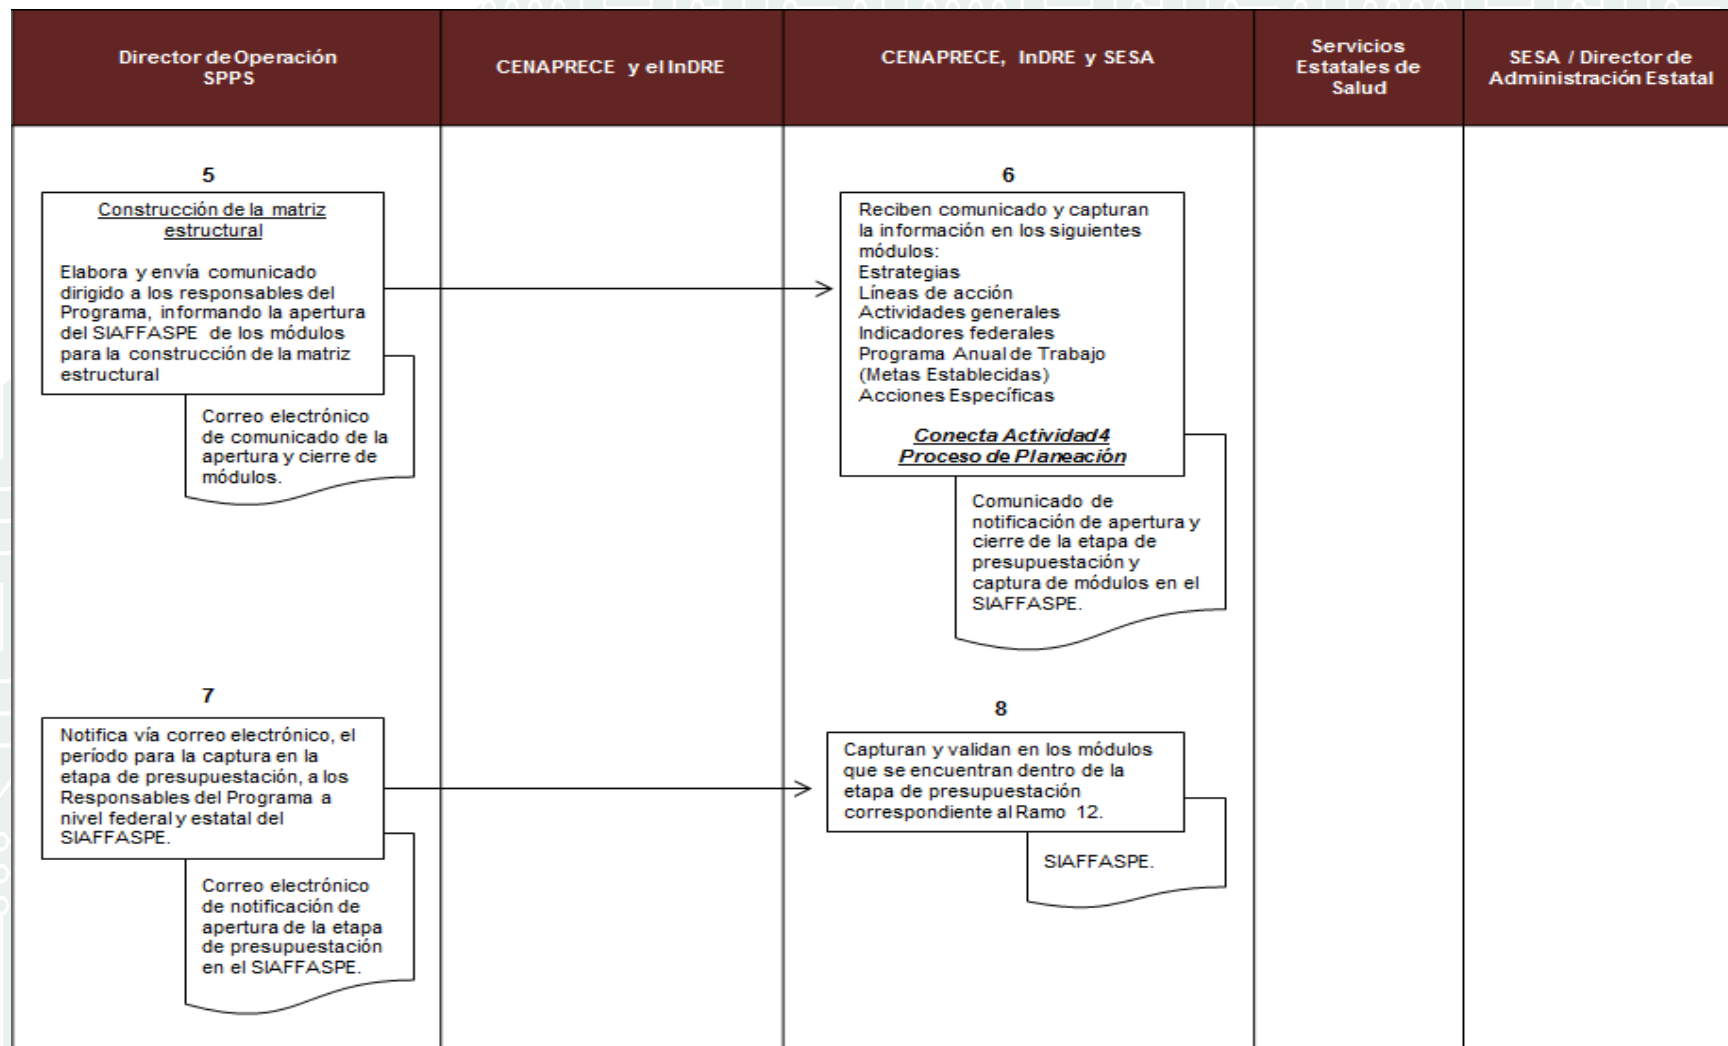 Director de Operación
SPPS
CENAPRECE y el InDRE
CENAPRECE, InDRE y SESA
Servicios
Estatales de
Salud
SESA / Director de
Administración Estatal
5
Construcción de la matriz
estructural
Elabora y envía comunicado
dirigido a los responsables del
Programa, informando la apertura
del SIAFFASPE de los módulos
para la construcción de la matriz
estructural
Correo electrónico
de comunicado de la
apertura y cierre de
módulos.
6
Reciben comunicado y capturan
la información en los siguientes
módulos:
Estrategias
Líneas de acción
Actividades generales
Indicadores federales
Programa Anual de Trabajo
(Metas Establecidas)
Acciones Específicas
Conecta Actividad 4
Proceso de Planeación
Comunicado de
notificación de apertura y
cierre de la etapa de
presupuestación y
captura de módulos en el
SIAFFASPE.
7
Notifica vía correo electrónico, el
período para la captura en la
etapa de presupuestación, a los
Responsables del Programa a
nivel federal y estatal del
SIAFFASPE.
Correo electrónico
de notificación de
apertura de la etapa
de presupuestación
en el SIAFFASPE.
8
Capturan y validan en los módulos
que se encuentran dentro de la
etapa de presupuestación
correspondiente al Ramo 12.
SIAFFASPE.